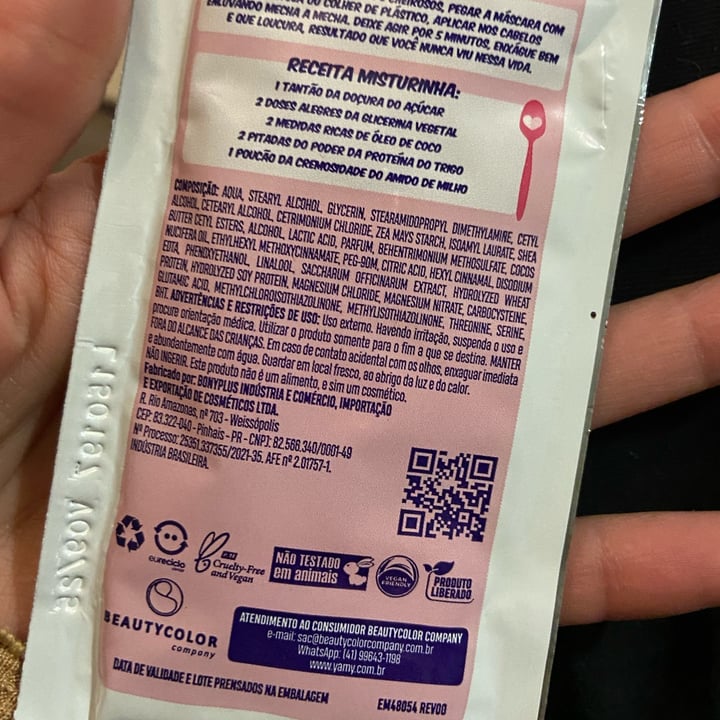 CHEIROSOS, PEGAR A MÁSCARA COM
OU COLHER DE PLÁSTICO, APLICAR NOS CABELOS
ENLUVANDO MECHA A MECHA. DEIXE AGIR POR 5 MINUTOS, ENXÁGUE BEM
E QUE LOUCURA, RESULTADO QUE VOCÊ NUNCA VIU NESSA VIDA.
RECEITA MISTURINHA:
1 TANTÃO DA DOÇURA DO AÇÚCAR
2 DOSES ALEGRES DA GLICERINA VEGETAL
2 MEDIDAS RICAS DE ÓLEO DE COCO
2 PITADAS DO PODER DA PROTEÍNA DO TRIGO
1 POUCÃO DA CREMOSIDADE DO AMIDO DE MILHO
COMPOSIÇÃO: AQUA, STEARYL ALCOHOL, GLYCERIN, STEARAMIDOPROPYL DIMETHYLAMIRE, CETYL
ALCOHOL, CETEARYL ALCOHOL, CETRIMONIUM CHLORIDE, ZEA MAYS STARCH, ISOAMYL LAURATE, SHEA
BUTTER CETYL ESTERS, ALCOHOL, LACTIC ACID, PARFUM, BEHENTRIMONIUM METHOSULFATE, COCOS
NUCIFERA OIL, ETHYLHEXYL METHOXYCINNAMATE, PEG-90M, CITRIC ACID, HEXYL CINNAMAL, DISODIUM
EDTA, PHENOXYETHANOL, LINALOOL, SACCHARUM OFFICINARUM EXTRACT, HYDROLYZED WHEAT
PROTEIN, HYDROLYZED SOY PROTEIN, MAGNESIUM CHLORIDE, MAGNESIUM NITRATE, CARBOCYSTEINE,
GLUTAMIC ACID, METHYLCHLOROISOTHIAZOLINONE, METHYLISOTHIAZOLINONE, THREONINE, SERINE,
BHT. ADVERTÊNCIAS E RESTRIÇÕES DE USO: Uso externo. Havendo irritação, suspenda o uso e
procure orientação médica. Utilizar o produto somente para o fim a que se destina. MANTER
FORA DO ALCANCE DAS CRIANÇAS. Em caso de contato acidental com os olhos, enxaguar imediata
e abundantemente com água. Guardar em local fresco, ao abrigo da luz e do calor.
NÃO INGERIR. Este produto não é um alimento, e sim um cosmético.
Fabricado por: BONYPLUS INDÚSTRIA E COMÉRCIO, IMPORTAÇÃO
E EXPORTAÇÃO DE COSMÉTICOS LTDA.
R. Rio Amazonas, nº 703 - Weissópolis
CEP: 83.322-040 - Pinhais - PR - CNPJ: 82.566.340/0001-49
Nº Processo: 25351.337355/2021-35. AFE nº 2.01757-1.
INDÚSTRIA BRASILEIRA.
eureciclo
Cruelty-Free
and Vegan
NÃO TESTADO
em animais
VEGAN
FRIENDLY
PRODUTO
LIBERADO
BEAUTYCOLOR
company
ATENDIMENTO AO CONSUMIDOR BEAUTYCOLOR COMPANY
e-mail: sac@beautycolorcompany.com.br
WhatsApp: (41) 99643-1198
www.yamy.com.br
DATA DE VALIDADE E LOTE PRENSADOS NA EMBALAGEM
EM48054 REV00